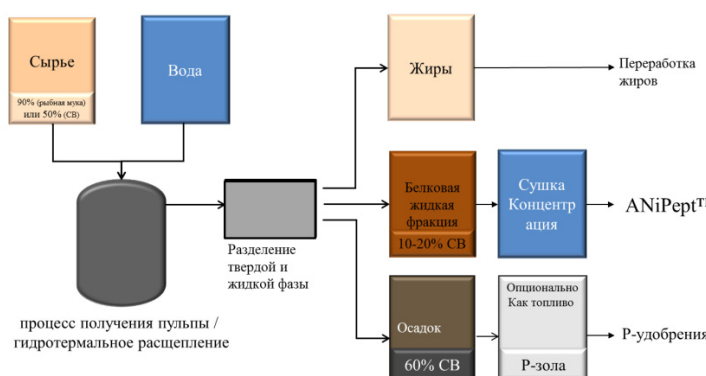 Сырье
90% (рыбная мука)
или 50% (СВ)
Вода
Жиры
Переработка
жиров
Белковая
жидкая
фракция
10-20% СВ
Сушка
Концентр
ация
ANiPept
Разделение
твердой и
жидкой фазы
процесс получения пульпы /
гидротермальное расщепление
Осадок
60% СВ
Опционально
Как топливо
Р-зола
Р-удобрения